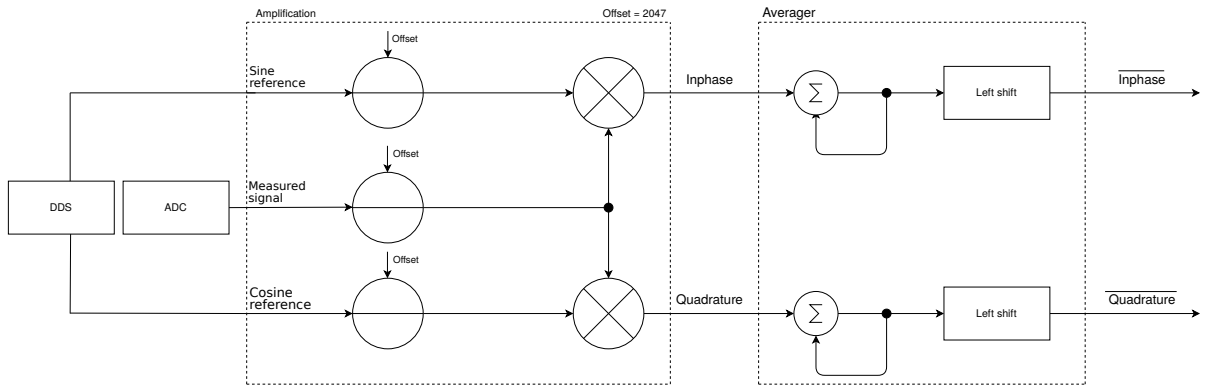 Amplification
Offset = 2047
Averager
Offset
Sine
reference
Inphase
∑
Left shift
Inphase
Offset
DDS
ADC
Measured
signal
Offset
Cosine
reference
Quadrature
∑
Left shift
Quadrature